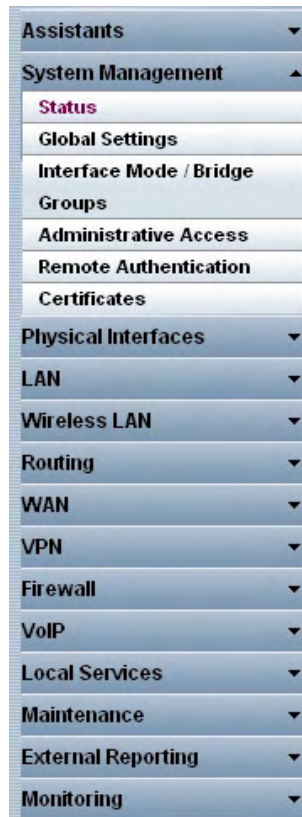 Assistants
System Management
Status
Global Settings
Interface Mode / Bridge
Groups
Administrative Access
Remote Authentication
Certificates
Physical Interfaces
LAN
Wireless LAN
Routing
WAN
VPN
Firewall
VoIP
Local Services
Maintenance
External Reporting
Monitoring